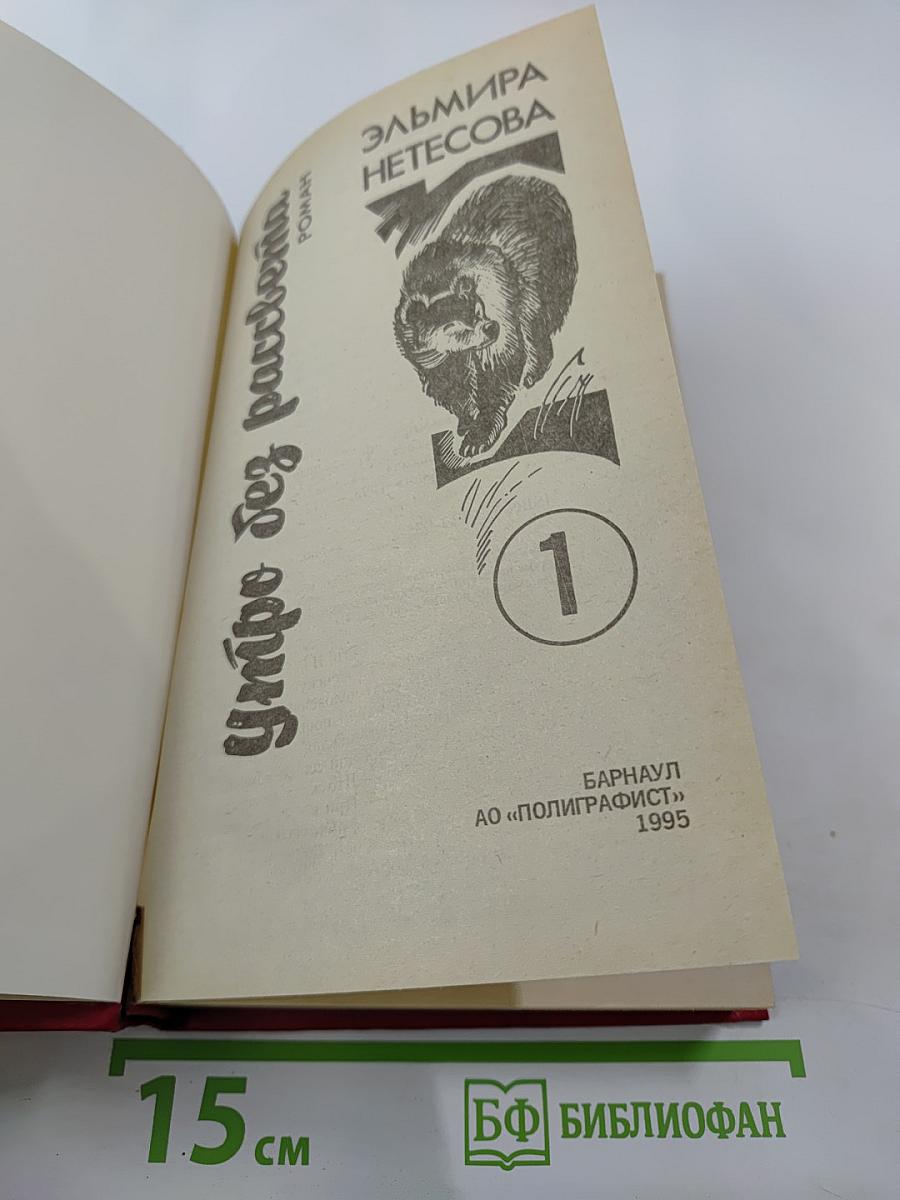 ЭЛЬМИРА
НЕТЕСОВА
утро без рассвета
РОМАН
1
БАРНАУЛ
АО «ПОЛИГРАФИСТ»
1995
15 см
БФ БИБЛИОФАН